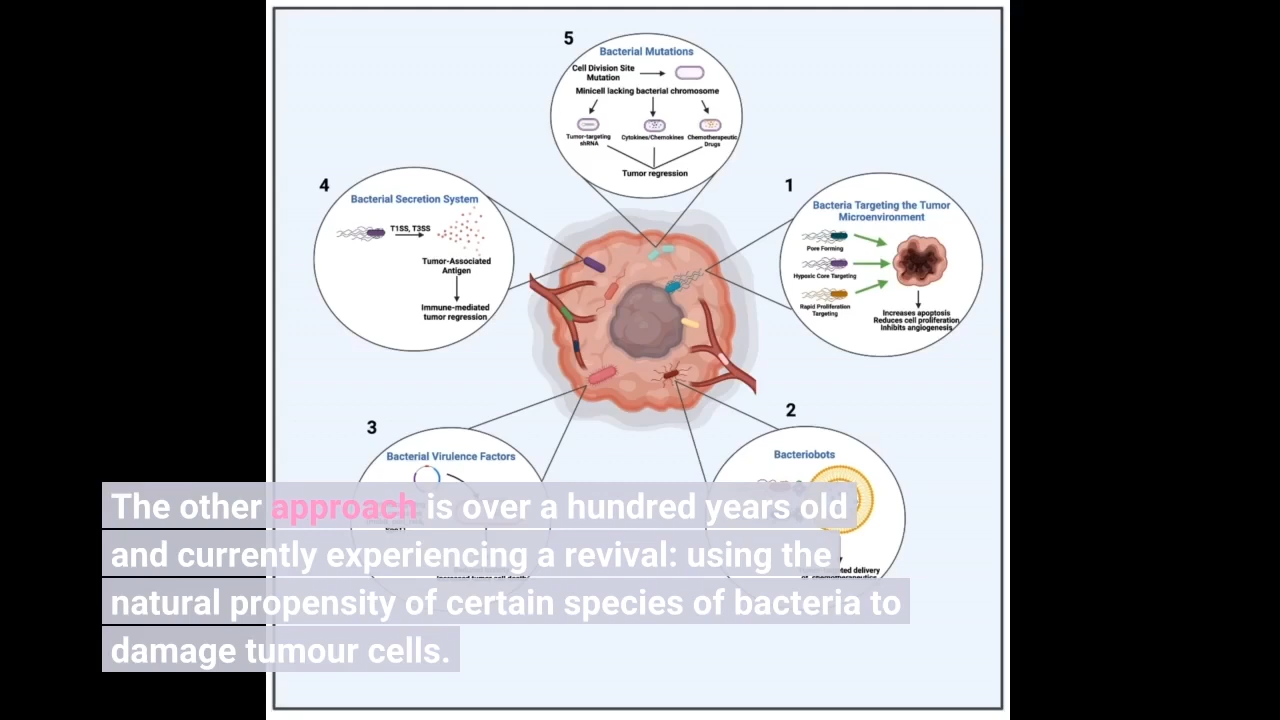 5
Bacterial Mutations
Cell Division Site
Mutation
Minicell lacking bacterial chromosome
Tumor-targeting
shRNA
Cytokines/Chemokines
Chemotherapeutic
Drugs
Tumor regression
4
Bacterial Secretion System
T1SS, T3SS
Tumor-Associated
Antigen
Immune-mediated
tumor regression
1
Bacteria Targeting the Tumor
Microenvironment
Pore Forming
Hypoxic Core Targeting
Rapid Proliferation
Targeting
Increases apoptosis
Reduces cell proliferation
Inhibits angiogenesis
3
Bacterial Virulence Factors
2
Bacteriobots
delivery
of chemotherapeutics
The other approach is over a hundred years old
and currently experiencing a revival: using the
natural propensity of certain species of bacteria to
damage tumour cells.